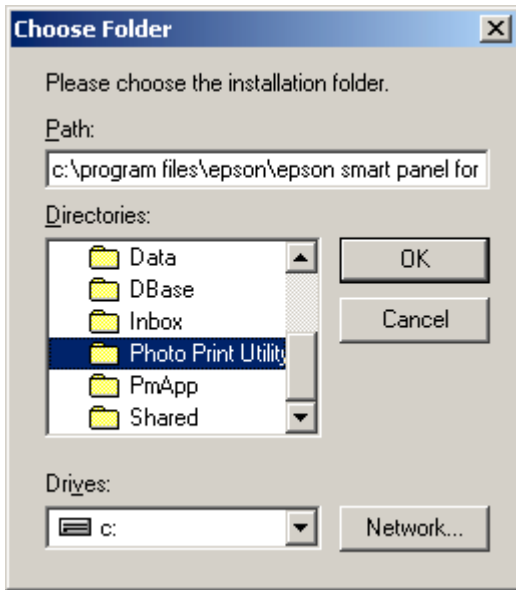 Choose Folder
Please choose the installation folder.
Path:
c:\program files\epson\epson smart panel for
Directories:
Data
DBase
Inbox
Photo Print Utility
PmApp
Shared
OK
Cancel
Drives:
c:
Network...